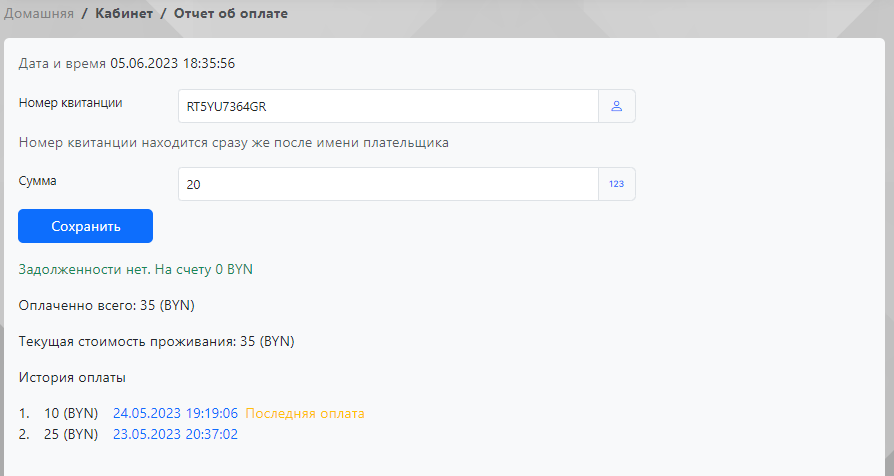 Домашняя / Кабинет / Отчет об оплате
Дата и время 05.06.2023 18:35:56
Номер квитанции RT5YU7364GR
Номер квитанции находится сразу же после имени плательщика
Сумма 20 123
Сохранить
Задолженности нет. На счету 0 BYN
Оплаченно всего: 35 (BYN)
Текущая стоимость проживания: 35 (BYN)
История оплаты
1. 10 (BYN) 24.05.2023 19:19:06 Последняя оплата
2. 25 (BYN) 23.05.2023 20:37:02